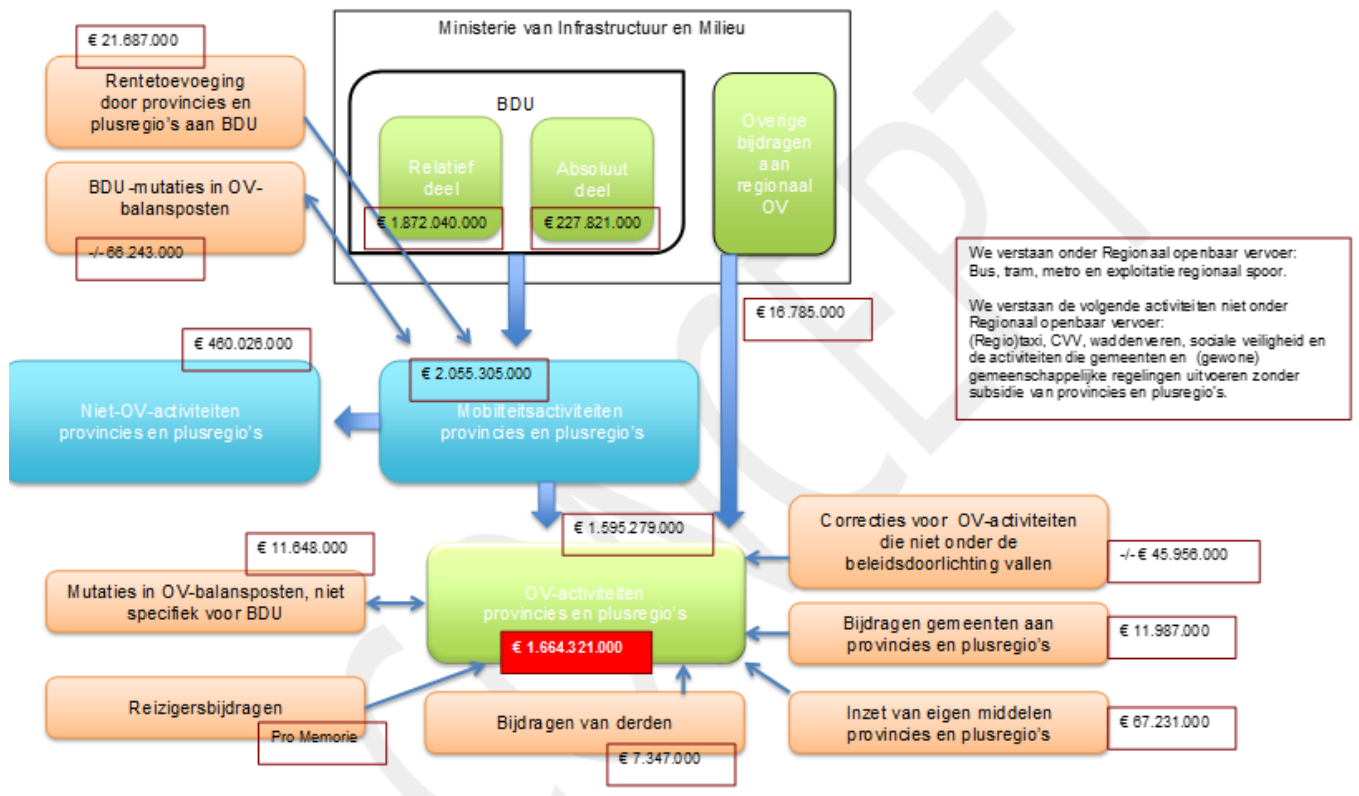 Ministerie van Infrastructuur en Milieu
€ 21.687.000
Rentetoevoeging
door provincies en
plusregio's aan BDU
BDU-mutaties in OV-
balansposten
-/- 66.243.000
BDU
Relatief
deel
€ 1.872.040.000
Absoluut
deel
€ 227.821.000
Overige
bijdragen
aan
regionaal
OV
€ 16.785.000
We verstaan onder Regionaal openbaar vervoer:
Bus, tram, metro en exploitatie regionaal spoor.
We verstaan de volgende activiteiten niet onder
Regionaal openbaar vervoer:
(Regio)taxi, CVV, waddenveren, sociale veiligheid en
de activiteiten die gemeenten en (gewone)
gemeenschappelijke regelingen uitvoeren zonder
subsidie van provincies en plusregio's.
€ 460.026.000
Niet-OV-activiteiten
provincies en plusregio's
€ 2.055.305.000
Mobiliteitsactiviteiten
provincies en plusregio's
€ 1.595.279.000
€ 11.648.000
Mutaties in OV-balansposten, niet
specifiek voor BDU
OV-activiteiten
provincies en plusregio's
€ 1.664.321.000
Correcties voor OV-activiteiten
die niet onder de
beleidsdoorlichting vallen
-/- € 45.956.000
Bijdragen gemeenten aan
provincies en plusregio's
€ 11.987.000
Reizigersbijdragen
Pro Memorie
Bijdragen van derden
€ 7.347.000
Inzet van eigen middelen
provincies en plusregio's
€ 67.231.000
CONCEPT